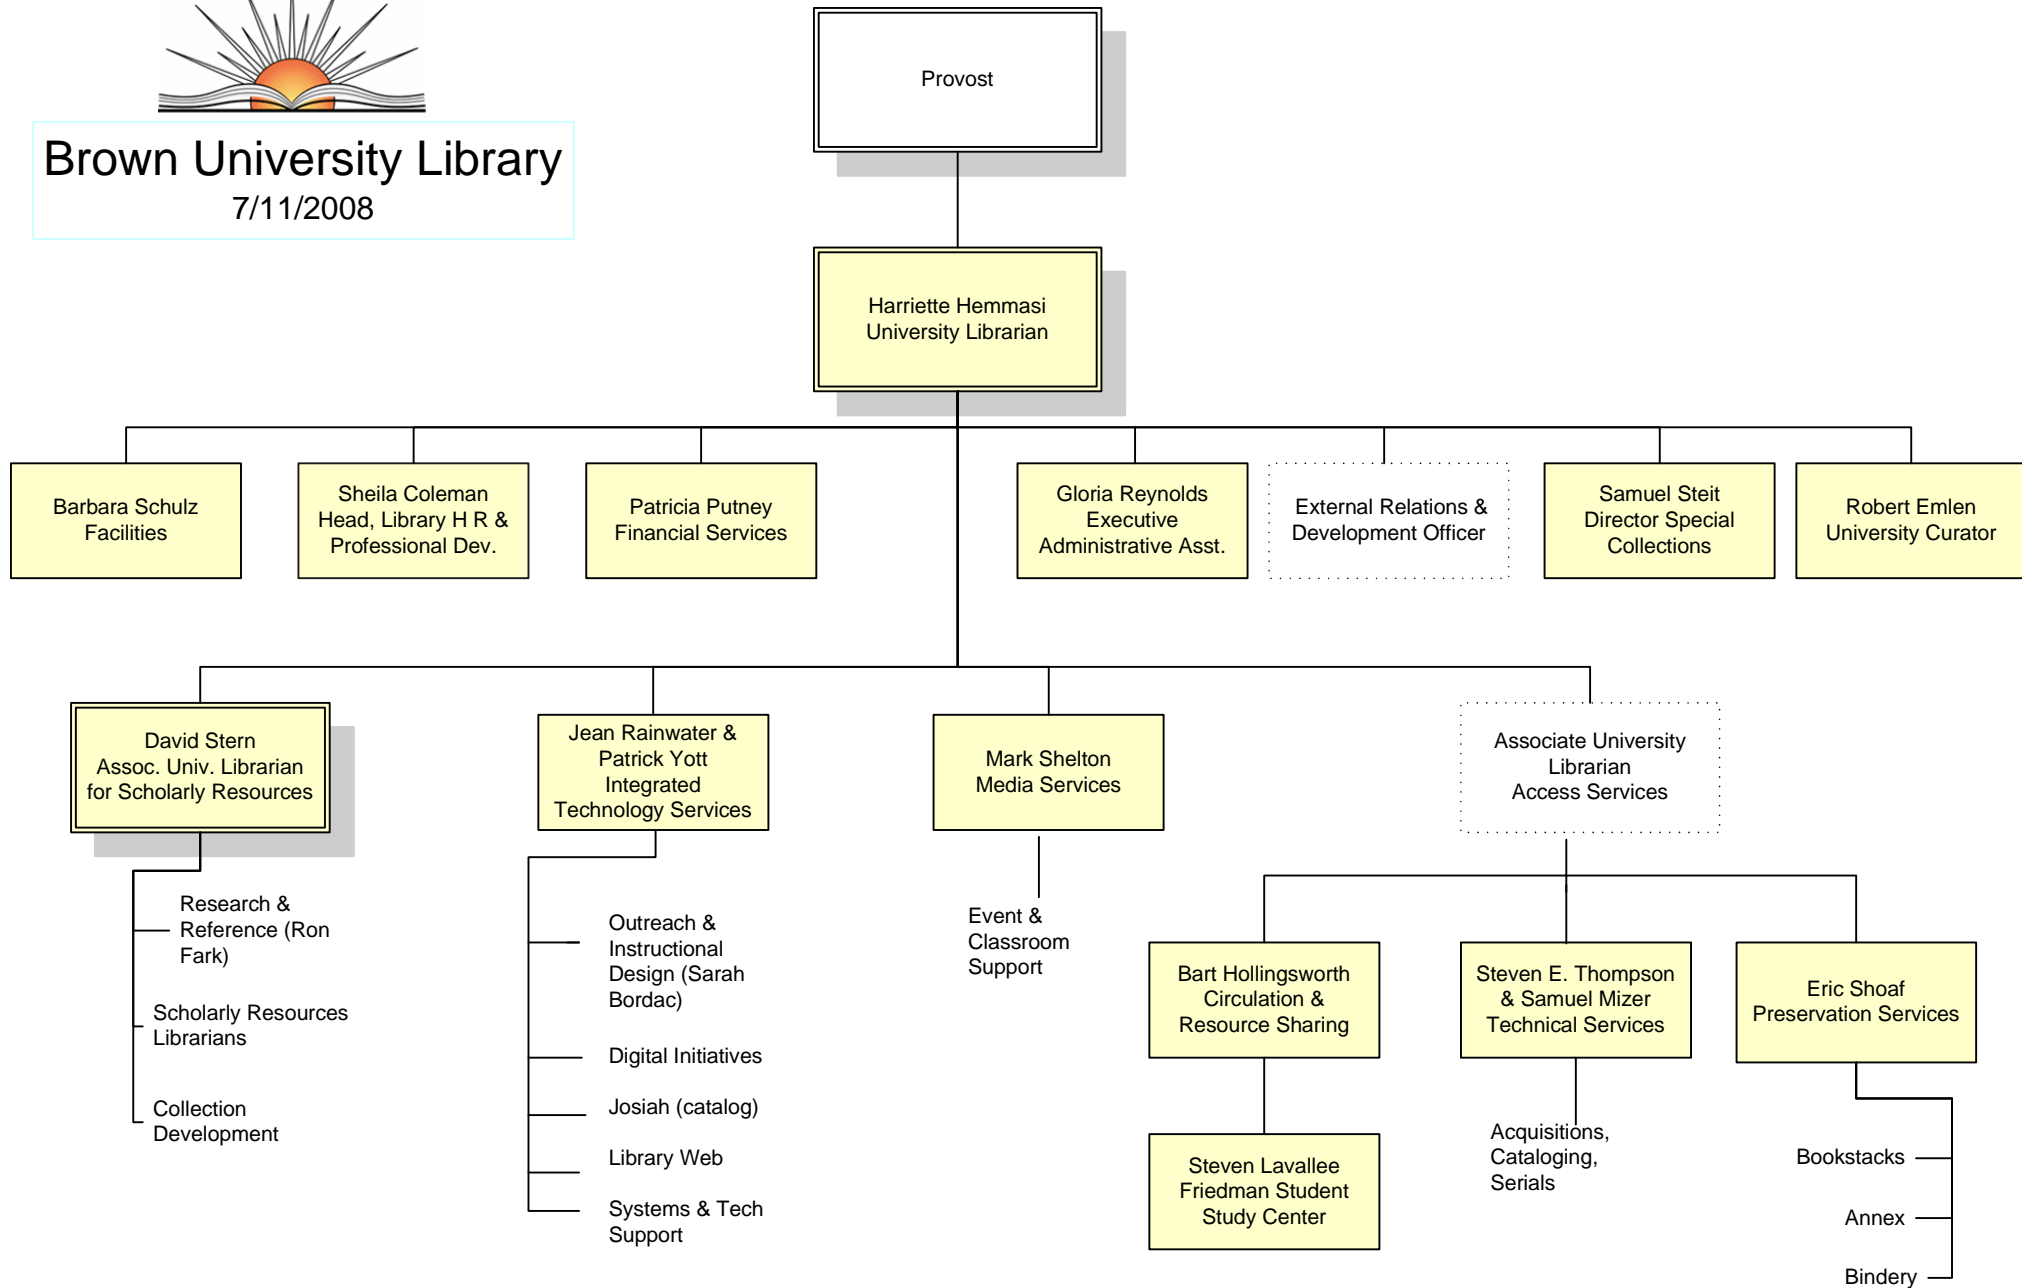 Brown University Library
7/11/2008
Provost
Harriette Hemmasi
University Librarian
Barbara Schulz
Facilities
Sheila Coleman
Head, Library H R &
Professional Dev.
Patricia Putney
Financial Services
Gloria Reynolds
Executive
Administrative Asst.
External Relations &
Development Officer
Samuel Steit
Director Special
Collections
Robert Emlen
University Curator
David Stern
Assoc. Univ. Librarian
for Scholarly Resources
Jean Rainwater &
Patrick Yott
Integrated
Technology Services
Mark Shelton
Media Services
Associate University
Librarian
Access Services
Research &
Reference (Ron
Fark)
Scholarly Resources
Librarians
Collection
Development
Outreach &
Instructional
Design (Sarah
Bordac)
Digital Initiatives
Josiah (catalog)
Library Web
Systems & Tech
Support
Event &
Classroom
Support
Bart Hollingsworth
Circulation &
Resource Sharing
Steven E. Thompson
& Samuel Mizer
Technical Services
Eric Shoaf
Preservation Services
Steven Lavallee
Friedman Student
Study Center
Acquisitions,
Cataloging,
Serials
Bookstacks
Annex
Bindery